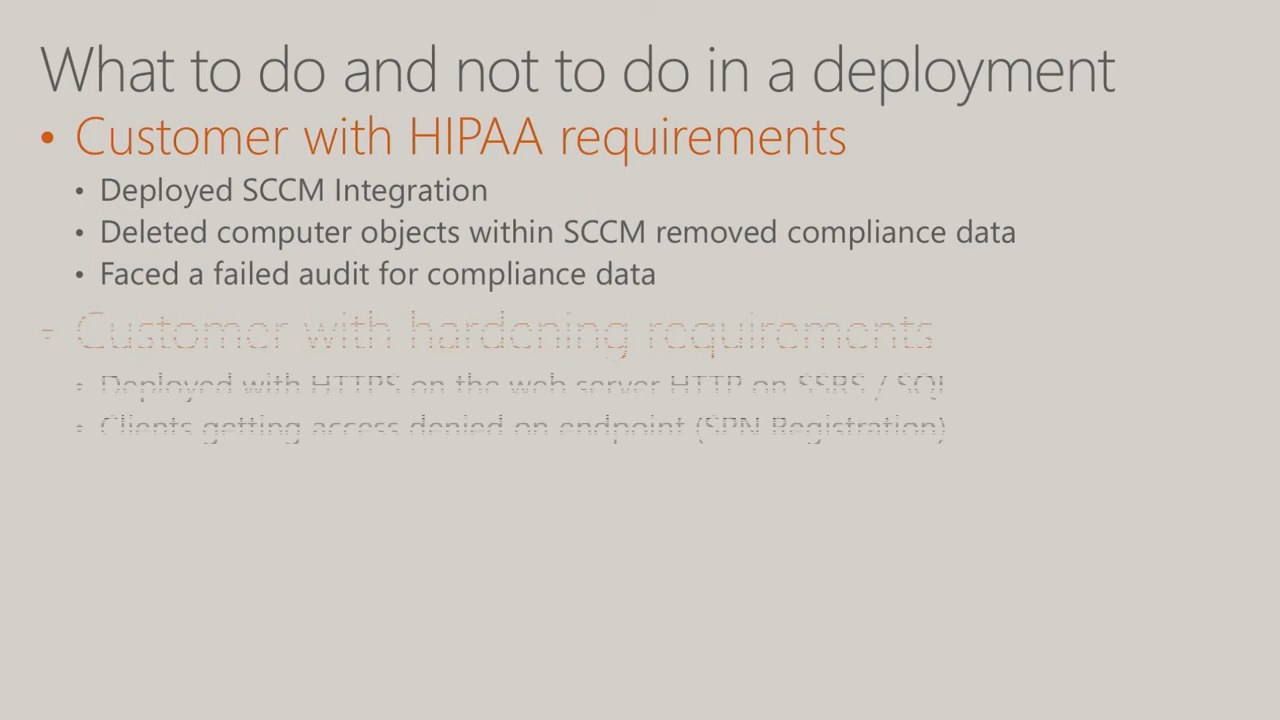 What to do and not to do in a deployment
• Customer with HIPAA requirements
• Deployed SCCM Integration
• Deleted computer objects within SCCM removed compliance data
• Faced a failed audit for compliance data
• Customer with hardening requirements
• Deployed with HTTPS on the web server HTTP on SSRS / SQL
• Clients getting access denied on endpoint (SPN Registration)